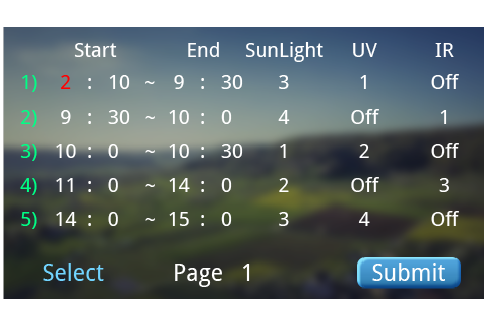 Start End SunLight UV IR
1) 2 : 10 ~ 9 : 30 3 1 Off
2) 9 : 30 ~ 10 : 0 4 Off 1
3) 10 : 0 ~ 10 : 30 1 2 Off
4) 11 : 0 ~ 14 : 0 2 Off 3
5) 14 : 0 ~ 15 : 0 3 4 Off
Select Page 1 Submit